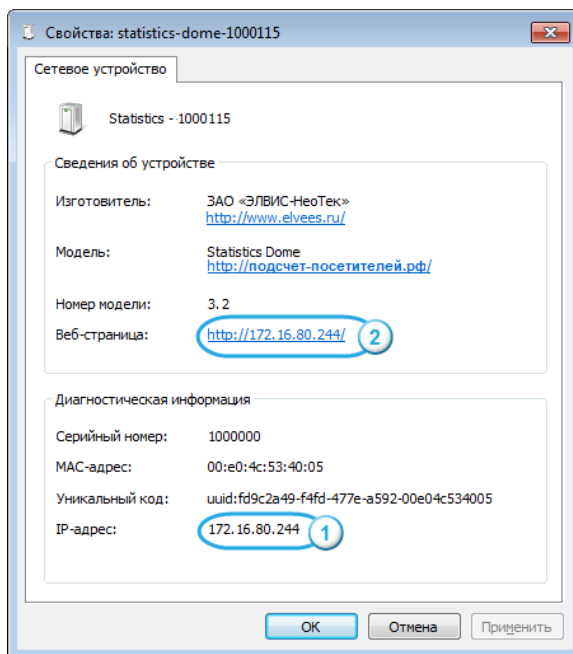 Свойства: statistics-dome-1000115
Сетевое устройство
Statistics - 1000115
Сведения об устройстве
Изготовитель: ЗАО «ЭЛВИС-НеоТек»
http://www.elvees.ru/
Модель: Statistics Dome
http://подсчет-посетителей.рф/
Номер модели: 3.2
Веб-страница: http://172.16.80.244/ 2
Диагностическая информация
Серийный номер: 1000000
MAC-адрес: 00:e0:4c:53:40:05
Уникальный код: uuid:fd9c2a49-f4fd-477e-a592-00e04c534005
IP-адрес: 172.16.80.244 1
ОК Отмена Применить